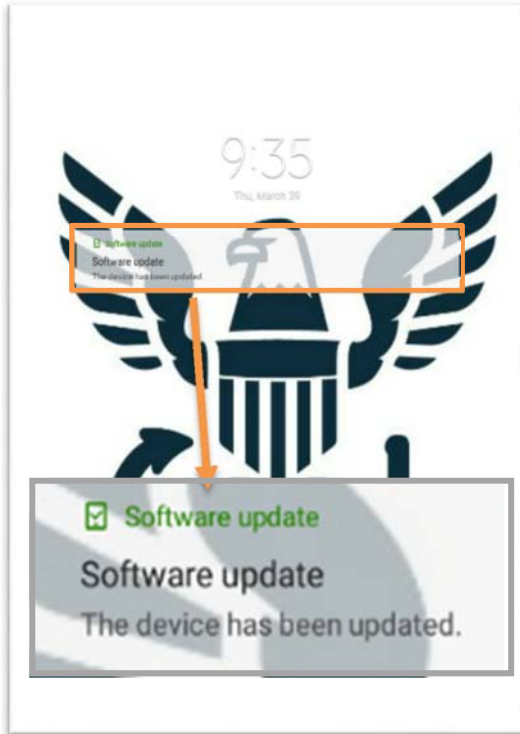 9:35
Thu, March 26
Software update
Software update
The device has been updated.
Software update
Software update
The device has been updated.